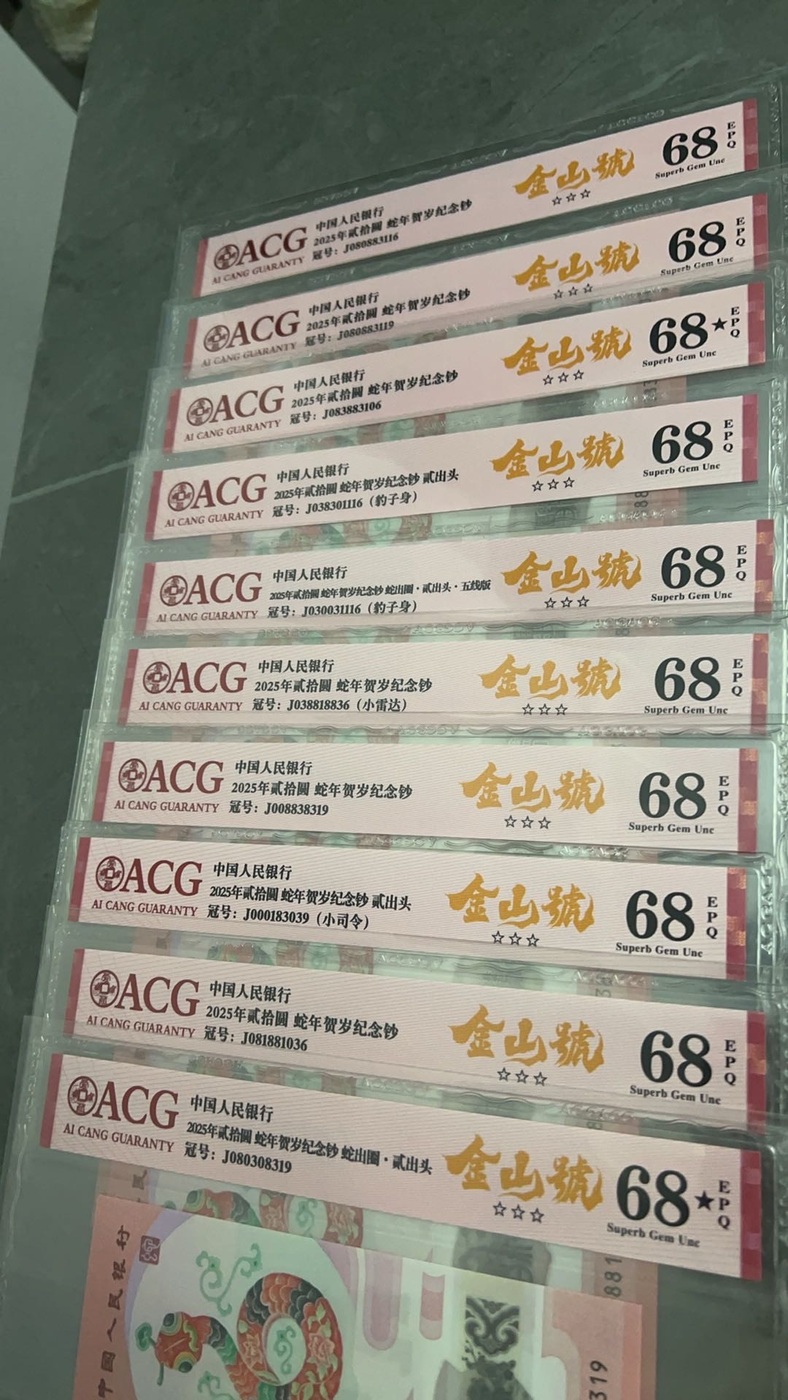 ACG
AI CANG GUARANTY
中国人民银行
2025年贰拾圆 蛇年贺岁纪念钞
冠号：J080883116
金山號
☆☆☆
68
EPQ
Superb Gem Unc
ACG
AI CANG GUARANTY
中国人民银行
2025年贰拾圆 蛇年贺岁纪念钞
冠号：J080883119
金山號
☆☆☆
68
EPQ
Superb Gem Unc
ACG
AI CANG GUARANTY
中国人民银行
2025年贰拾圆 蛇年贺岁纪念钞
冠号：J083883106
金山號
☆☆☆
68★
EPQ
Superb Gem Unc
ACG
AI CANG GUARANTY
中国人民银行
2025年贰拾圆 蛇年贺岁纪念钞 贰出头
冠号：J038301116（豹子身）
金山號
☆☆☆
68
EPQ
Superb Gem Unc
ACG
AI CANG GUARANTY
中国人民银行
2025年贰拾圆 蛇年贺岁纪念钞 蛇出圈·贰出头·五线版
冠号：J030031116（豹子身）
金山號
☆☆☆
68
EPQ
Superb Gem Unc
ACG
AI CANG GUARANTY
中国人民银行
2025年贰拾圆 蛇年贺岁纪念钞
冠号：J038818836（小雷达）
金山號
☆☆☆
68
EPQ
Superb Gem Unc
ACG
AI CANG GUARANTY
中国人民银行
2025年贰拾圆 蛇年贺岁纪念钞
冠号：J008838319
金山號
☆☆☆
68
EPQ
Superb Gem Unc
ACG
AI CANG GUARANTY
中国人民银行
2025年贰拾圆 蛇年贺岁纪念钞 贰出头
冠号：J000183039（小司令）
金山號
☆☆☆
68
EPQ
Superb Gem Unc
ACG
AI CANG GUARANTY
中国人民银行
2025年贰拾圆 蛇年贺岁纪念钞
冠号：J081881036
金山號
☆☆☆
68
EPQ
Superb Gem Unc
ACG
AI CANG GUARANTY
中国人民银行
2025年贰拾圆 蛇年贺岁纪念钞 蛇出圈·贰出头
冠号：J080308319
金山號
☆☆☆
68★
EPQ
Superb Gem Unc
中国人民银行
881
319